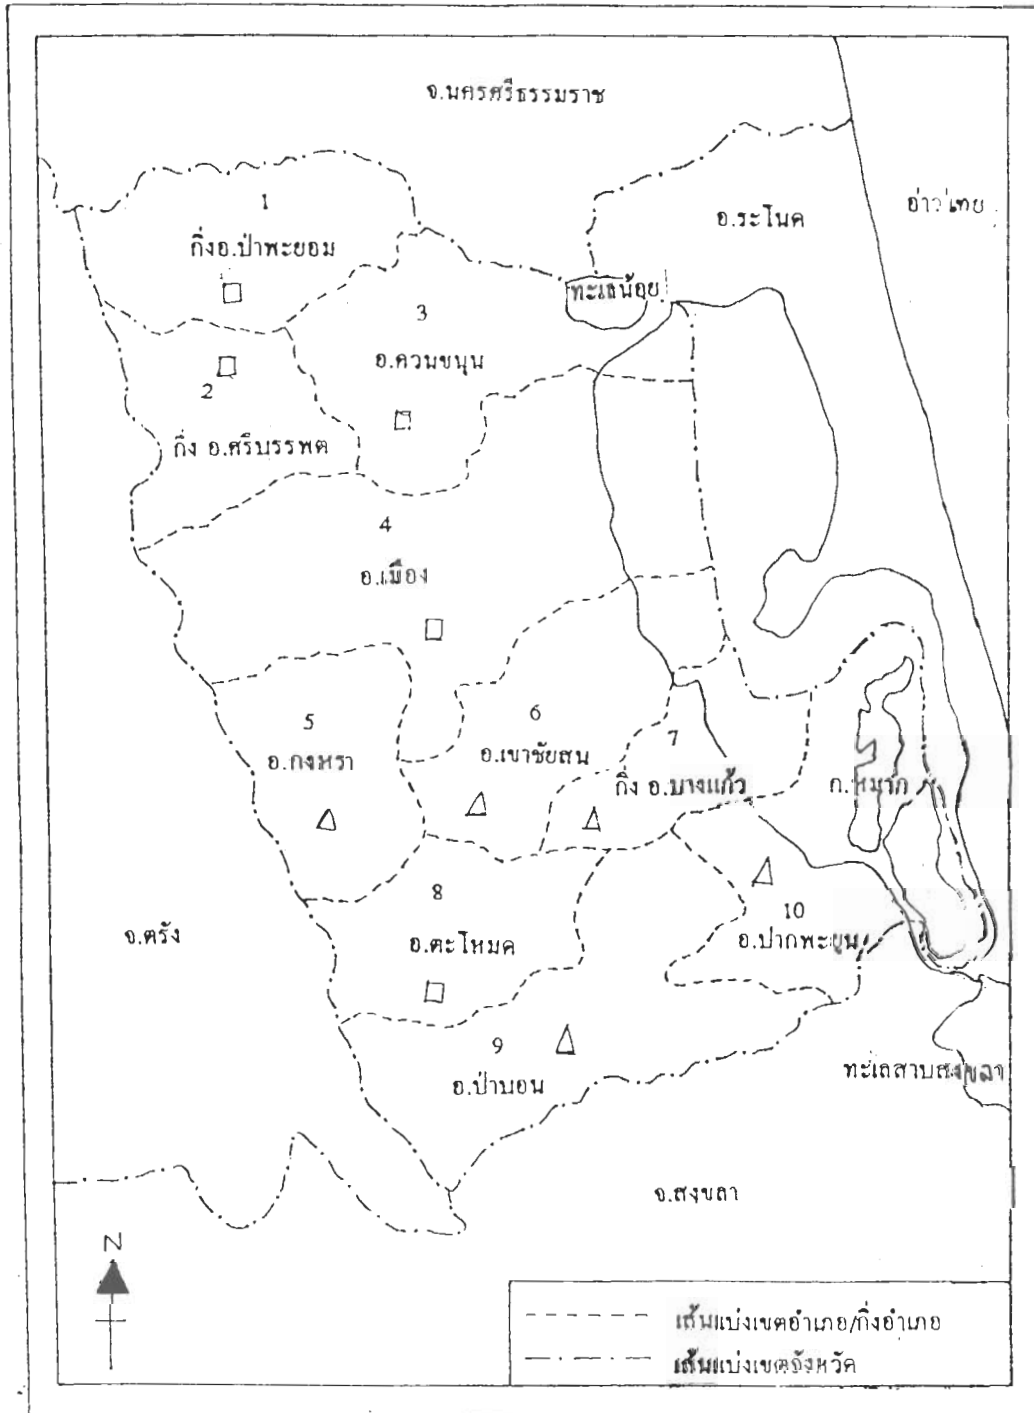 จ.นครศรีธรรมราช
1
กิ่งอ.ป่าพะยอม
อ.ระโนด
อ่าวไทย
ทะเลน้อย
3
อ.ควนขนุน
2
กิ่ง อ.ศรีบรรพต
4
อ.เมือง
5
อ.กงหรา
6
อ.เขาชัยสน
7
กิ่ง อ.บางแก้ว
ก.หมาก
8
อ.ตะโหมด
10
อ.ปากพะยูน
จ.ตรัง
9
อ.ป่าบอน
ทะเลสาบสงขลา
จ.สงขลา
N
เส้นแบ่งเขตอำเภอ/กิ่งอำเภอ
เส้นแบ่งเขตจังหวัด